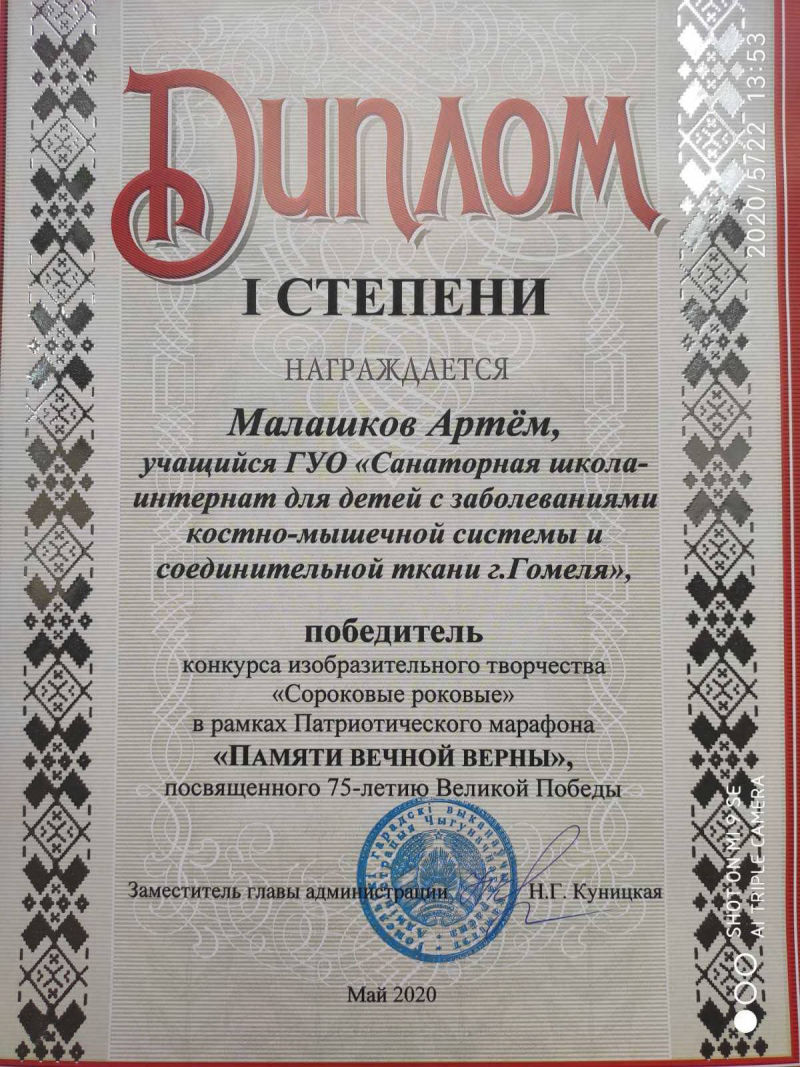 Диплом
I СТЕПЕНИ
НАГРАЖДАЕТСЯ
Малашков Артём,
учащийся ГУО «Санаторная школа-
интернат для детей с заболеваниями
костно-мышечной системы и
соединительной ткани г.Гомеля»,
победитель
конкурса изобразительного творчества
«Сороковые роковые»
в рамках Патриотического марафона
«ПАМЯТИ ВЕЧНОЙ ВЕРНЫ»,
посвященного 75-летию Великой Победы
Заместитель главы администрации
Н.Г. Куницкая
Май 2020
2020/5/22 13:53
SHOT ON MI 9 SE
AI TRIPLE CAMERA